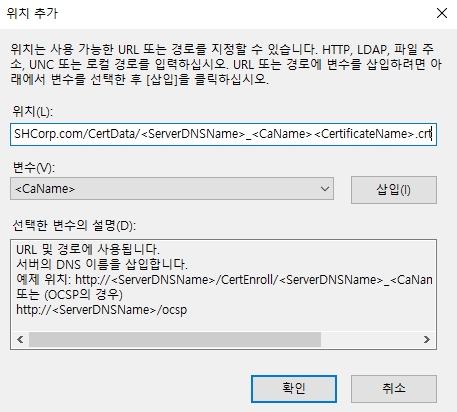 위치 추가
위치는 사용 가능한 URL 또는 경로를 지정할 수 있습니다. HTTP, LDAP, 파일 주
소, UNC 또는 로컬 경로를 입력하십시오. URL 또는 경로에 변수를 삽입하려면 아
래에서 변수를 선택한 후 [삽입]을 클릭하십시오.
위치(L):
SHCorp.com/CertData/<ServerDNSName>_<CaName><CertificateName>.crt
변수(V):
<CaName>
삽입(I)
선택한 변수의 설명(D):
URL 및 경로에 사용됩니다.
서버의 DNS 이름을 삽입합니다.
예제 위치: http://<ServerDNSName>/CertEnroll/<ServerDNSName>_<CaNan
또는 (OCSP의 경우)
http://<ServerDNSName>/ocsp
확인
취소